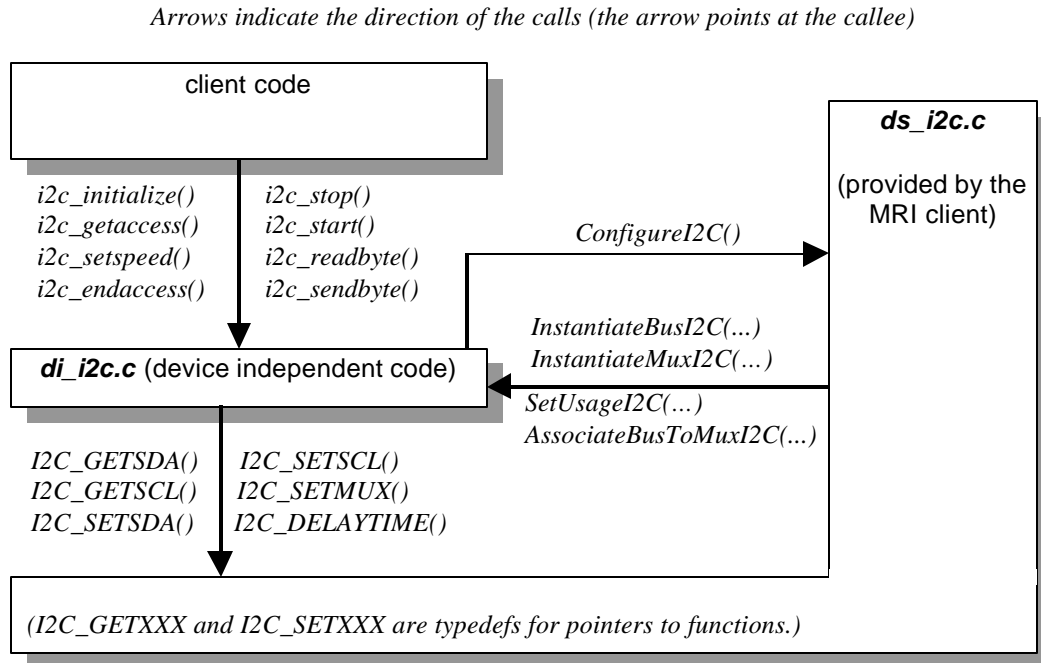 Arrows indicate the direction of the calls (the arrow points at the callee)
client code
ds_i2c.c
(provided by the
MRI client)
i2c_initialize() i2c_stop()
i2c_getaccess() i2c_start()
i2c_setspeed() i2c_readbyte()
i2c_endaccess() i2c_sendbyte()
ConfigureI2C()
InstantiateBusI2C(...)
InstantiateMuxI2C(...)
di_i2c.c (device independent code)
SetUsageI2C(...)
AssociateBusToMuxI2C(...)
I2C_GETSDA() I2C_SETSCL()
I2C_GETSCL() I2C_SETMUX()
I2C_SETSDA() I2C_DELAYTIME()
(I2C_GETXXX and I2C_SETXXX are typedefs for pointers to functions.)